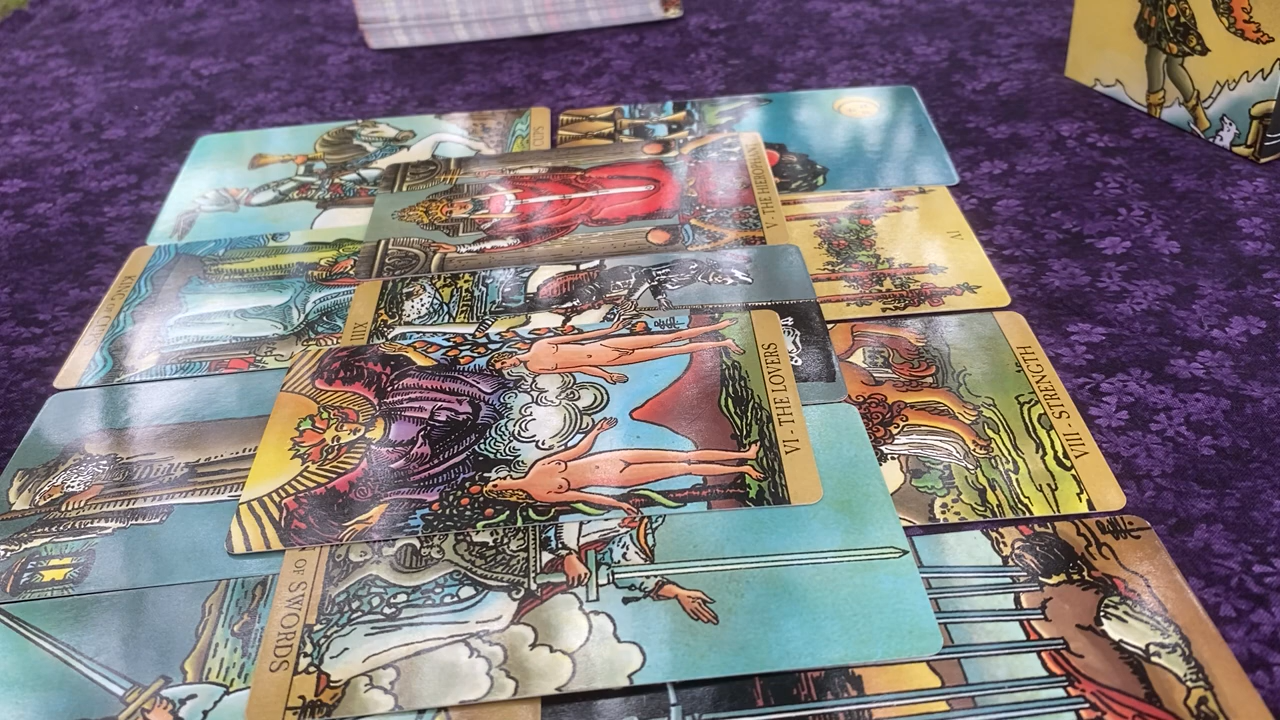 CUPS
V - THE HIEROPHANT
VI
KING OF CUPS
XIII
VI - THE LOVERS
VIII - STRENGTH
OF SWORDS